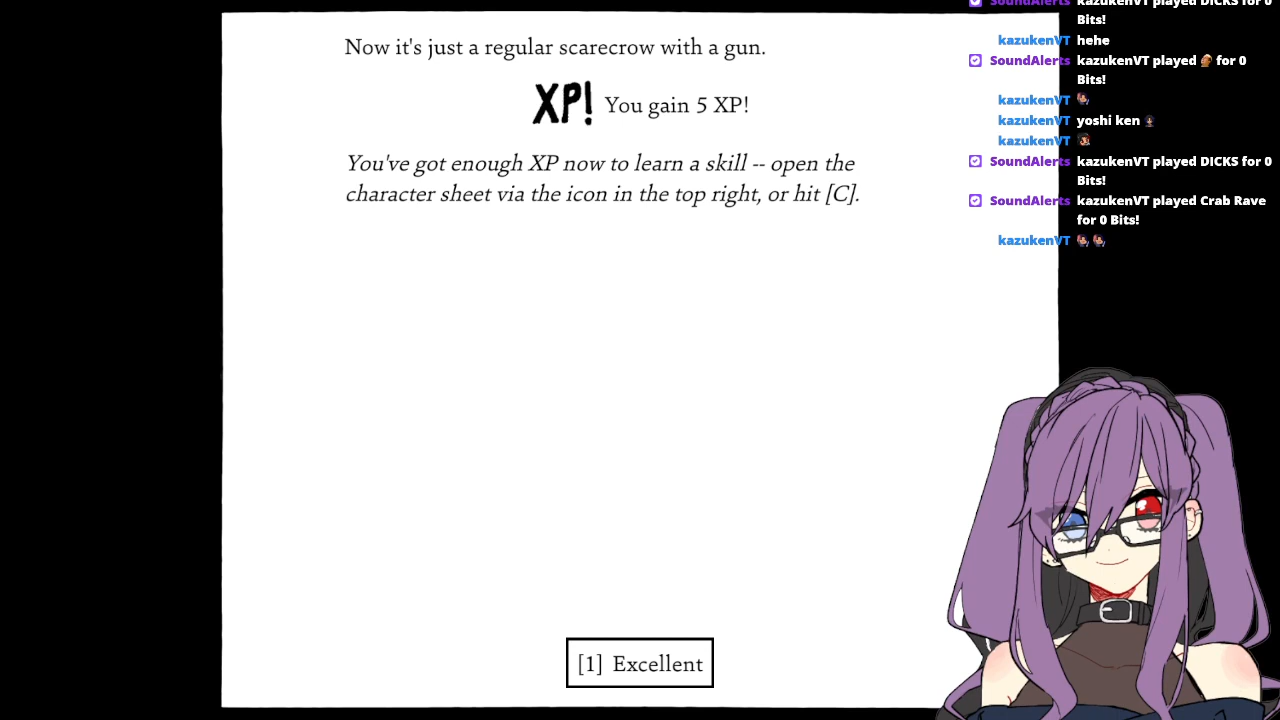 Now it's just a regular scarecrow with a gun.
XP! You gain 5 XP!
You've got enough XP now to learn a skill -- open the
character sheet via the icon in the top right, or hit [C].
[1] Excellent
SoundAlerts kazukenVT played DICKS for 0
Bits!
kazukenVT hehe
SoundAlerts kazukenVT played for 0
Bits!
kazukenVT
kazukenVT yoshi ken
kazukenVT
SoundAlerts kazukenVT played DICKS for 0
Bits!
SoundAlerts kazukenVT played Crab Rave
for 0 Bits!
kazukenVT